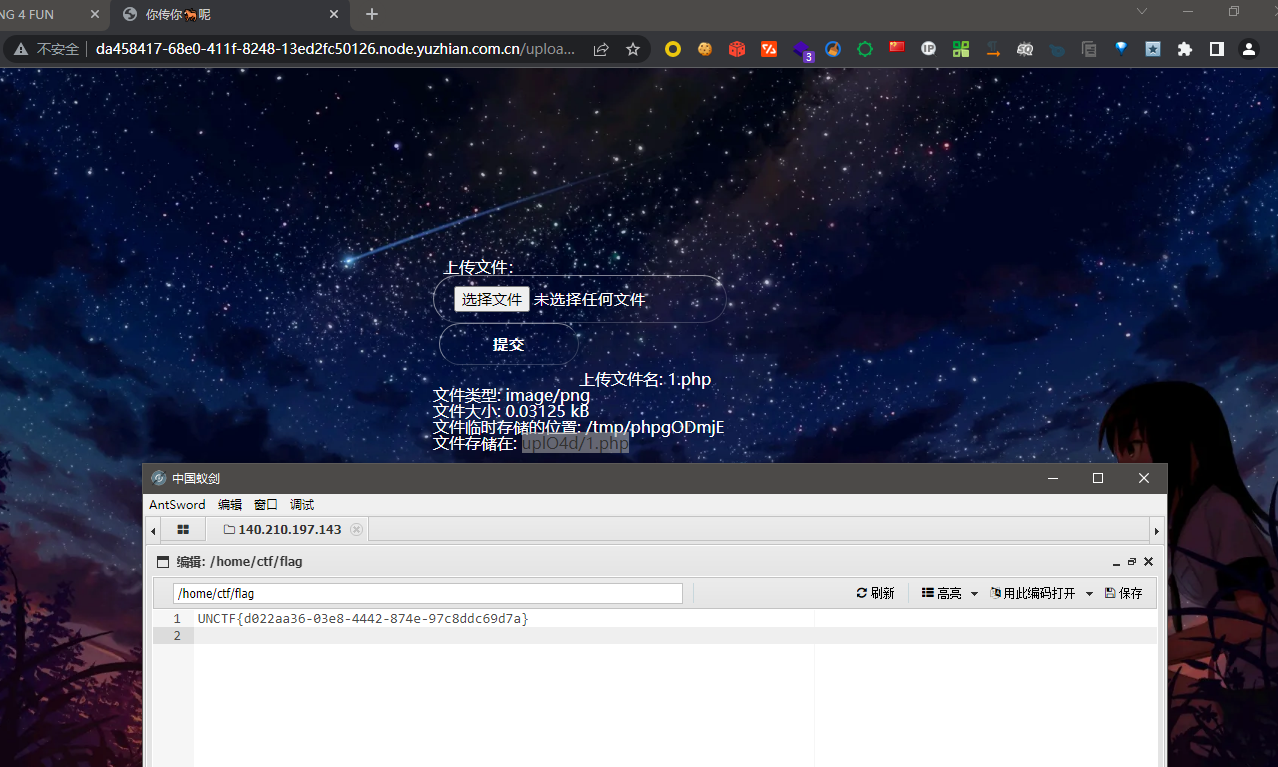 NG 4 FUN
你传你🐎呢
不安全 da458417-68e0-411f-8248-13ed2fc50126.node.yuzhian.com.cn/uploa...
3
IP
上传文件:
选择文件 未选择任何文件
提交
上传文件名: 1.php
文件类型: image/png
文件大小: 0.03125 kB
文件临时存储的位置: /tmp/phpgODmjE
文件存储在: uplO4d/1.php
中国蚁剑
AntSword 编辑 窗口 调试
140.210.197.143
编辑: /home/ctf/flag
/home/ctf/flag 刷新 高亮 用此编码打开 保存
1 UNCTF{d022aa36-03e8-4442-874e-97c8ddc69d7a}
2